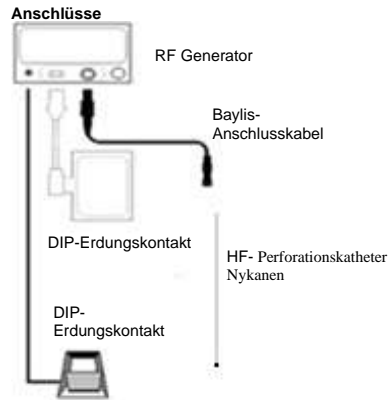 Anschlüsse
RF Generator
Baylis-
Anschlusskabel
DIP-Erdungskontakt
HF- Perforationskatheter
Nykanen
DIP-
Erdungskontakt